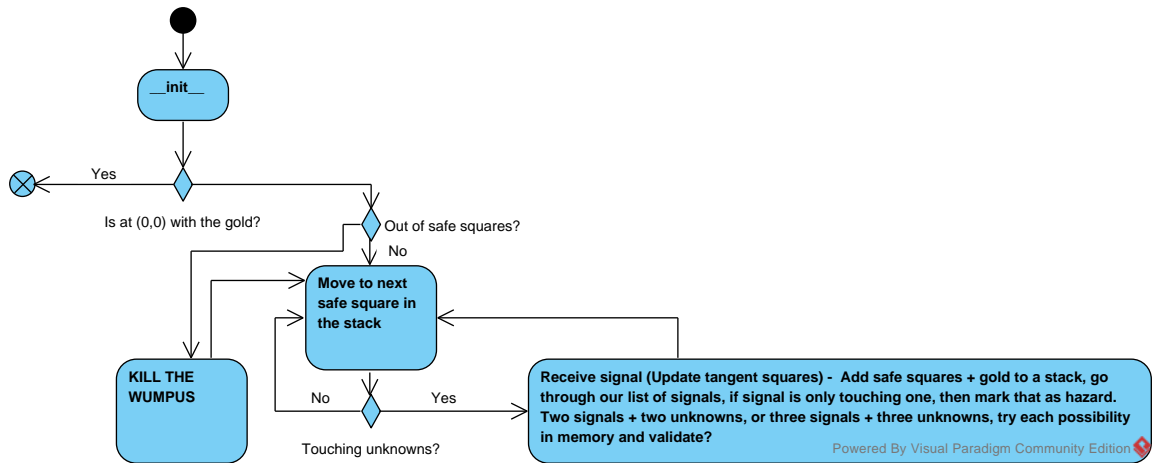 __init__
Yes
Is at (0,0) with the gold?
Out of safe squares?
No
Move to next
safe square in
the stack
KILL THE
WUMPUS
No
Yes
Touching unknowns?
Receive signal (Update tangent squares) -  Add safe squares + gold to a stack, go
through our list of signals, if signal is only touching one, then mark that as hazard.
Two signals + two unknowns, or three signals + three unknowns, try each possibility
in memory and validate?
Powered By Visual Paradigm Community Edition